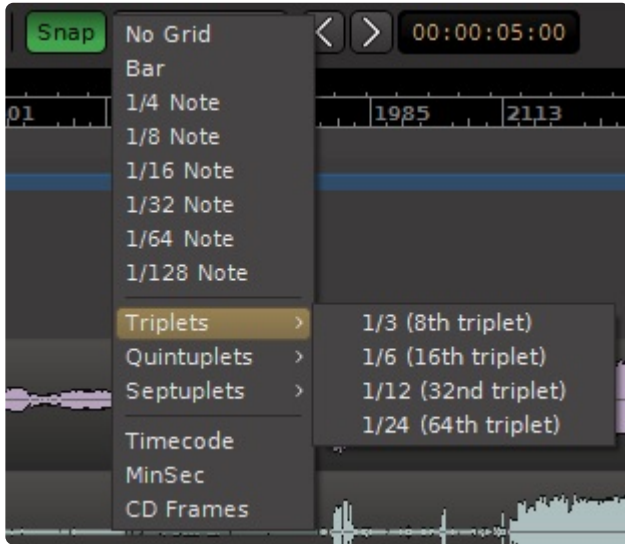 Snap
00:00:05:00
01
1985
2113
No Grid
Bar
1/4 Note
1/8 Note
1/16 Note
1/32 Note
1/64 Note
1/128 Note
Triplets
Quintuplets
Septuplets
Timecode
MinSec
CD Frames
1/3 (8th triplet)
1/6 (16th triplet)
1/12 (32nd triplet)
1/24 (64th triplet)